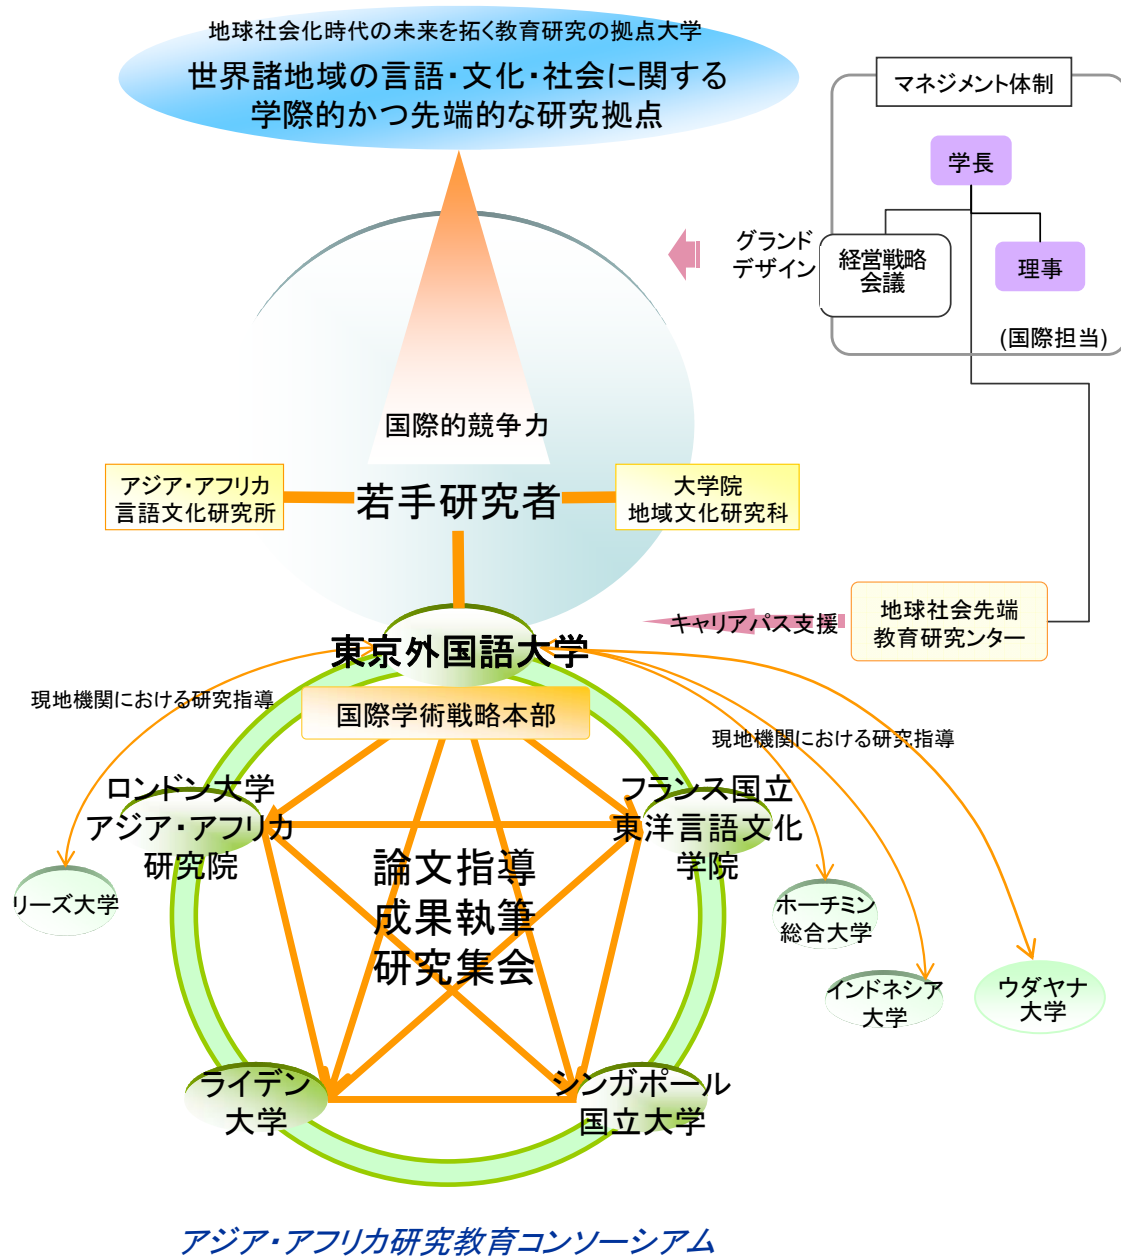 地球社会化時代の未来を拓く教育研究の拠点大学
世界諸地域の言語・文化・社会に関する
学際的かつ先端的な研究拠点
マネジメント体制
学長
グランド
デザイン
経営戦略
会議
理事
(国際担当)
国際的競争力
アジア・アフリカ
言語文化研究所
若手研究者
大学院
地域文化研究科
キャリアパス支援
地球社会先端
教育研究ンター
東京外国語大学
現地機関における研究指導
国際学術戦略本部
現地機関における研究指導
ロンドン大学
アジア・アフリカ
研究院
フランス国立
東洋言語文化
学院
論文指導
成果執筆
研究集会
リーズ大学
ホーチミン
総合大学
インドネシア
大学
ウダヤナ
大学
ライデン
大学
シンガポール
国立大学
アジア・アフリカ研究教育コンソーシアム